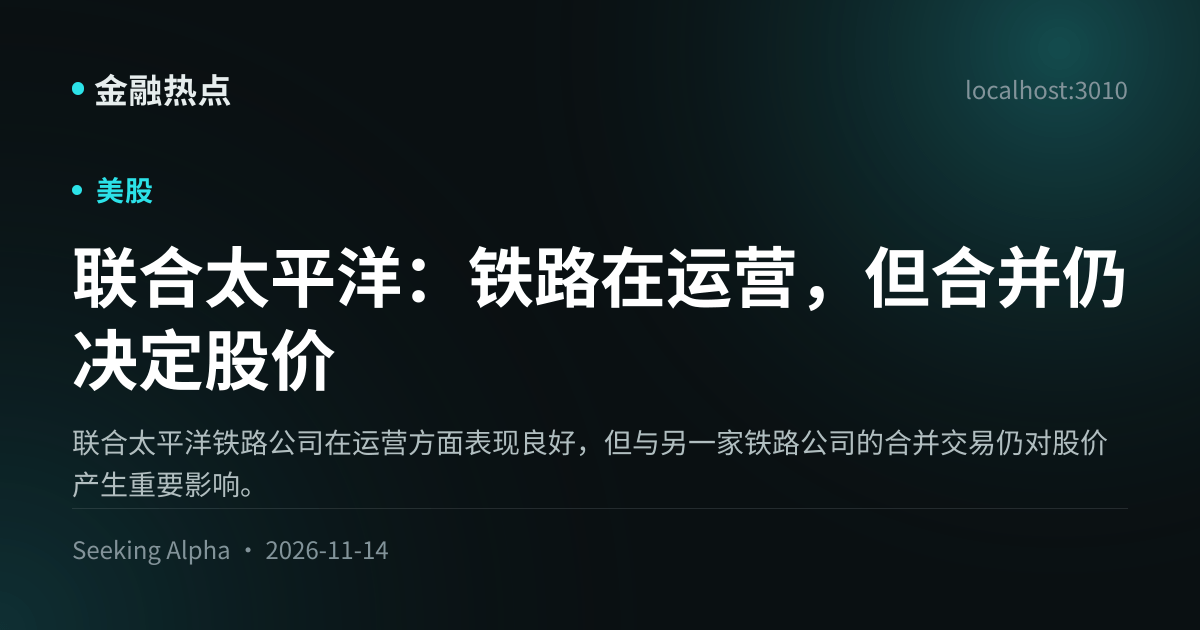 金融热点
localhost:3010
美股
联合太平洋：铁路在运营，但合并仍
决定股价
联合太平洋铁路公司在运营方面表现良好，但与另一家铁路公司的合并交易仍对股价
产生重要影响。
Seeking Alpha · 2026-11-14